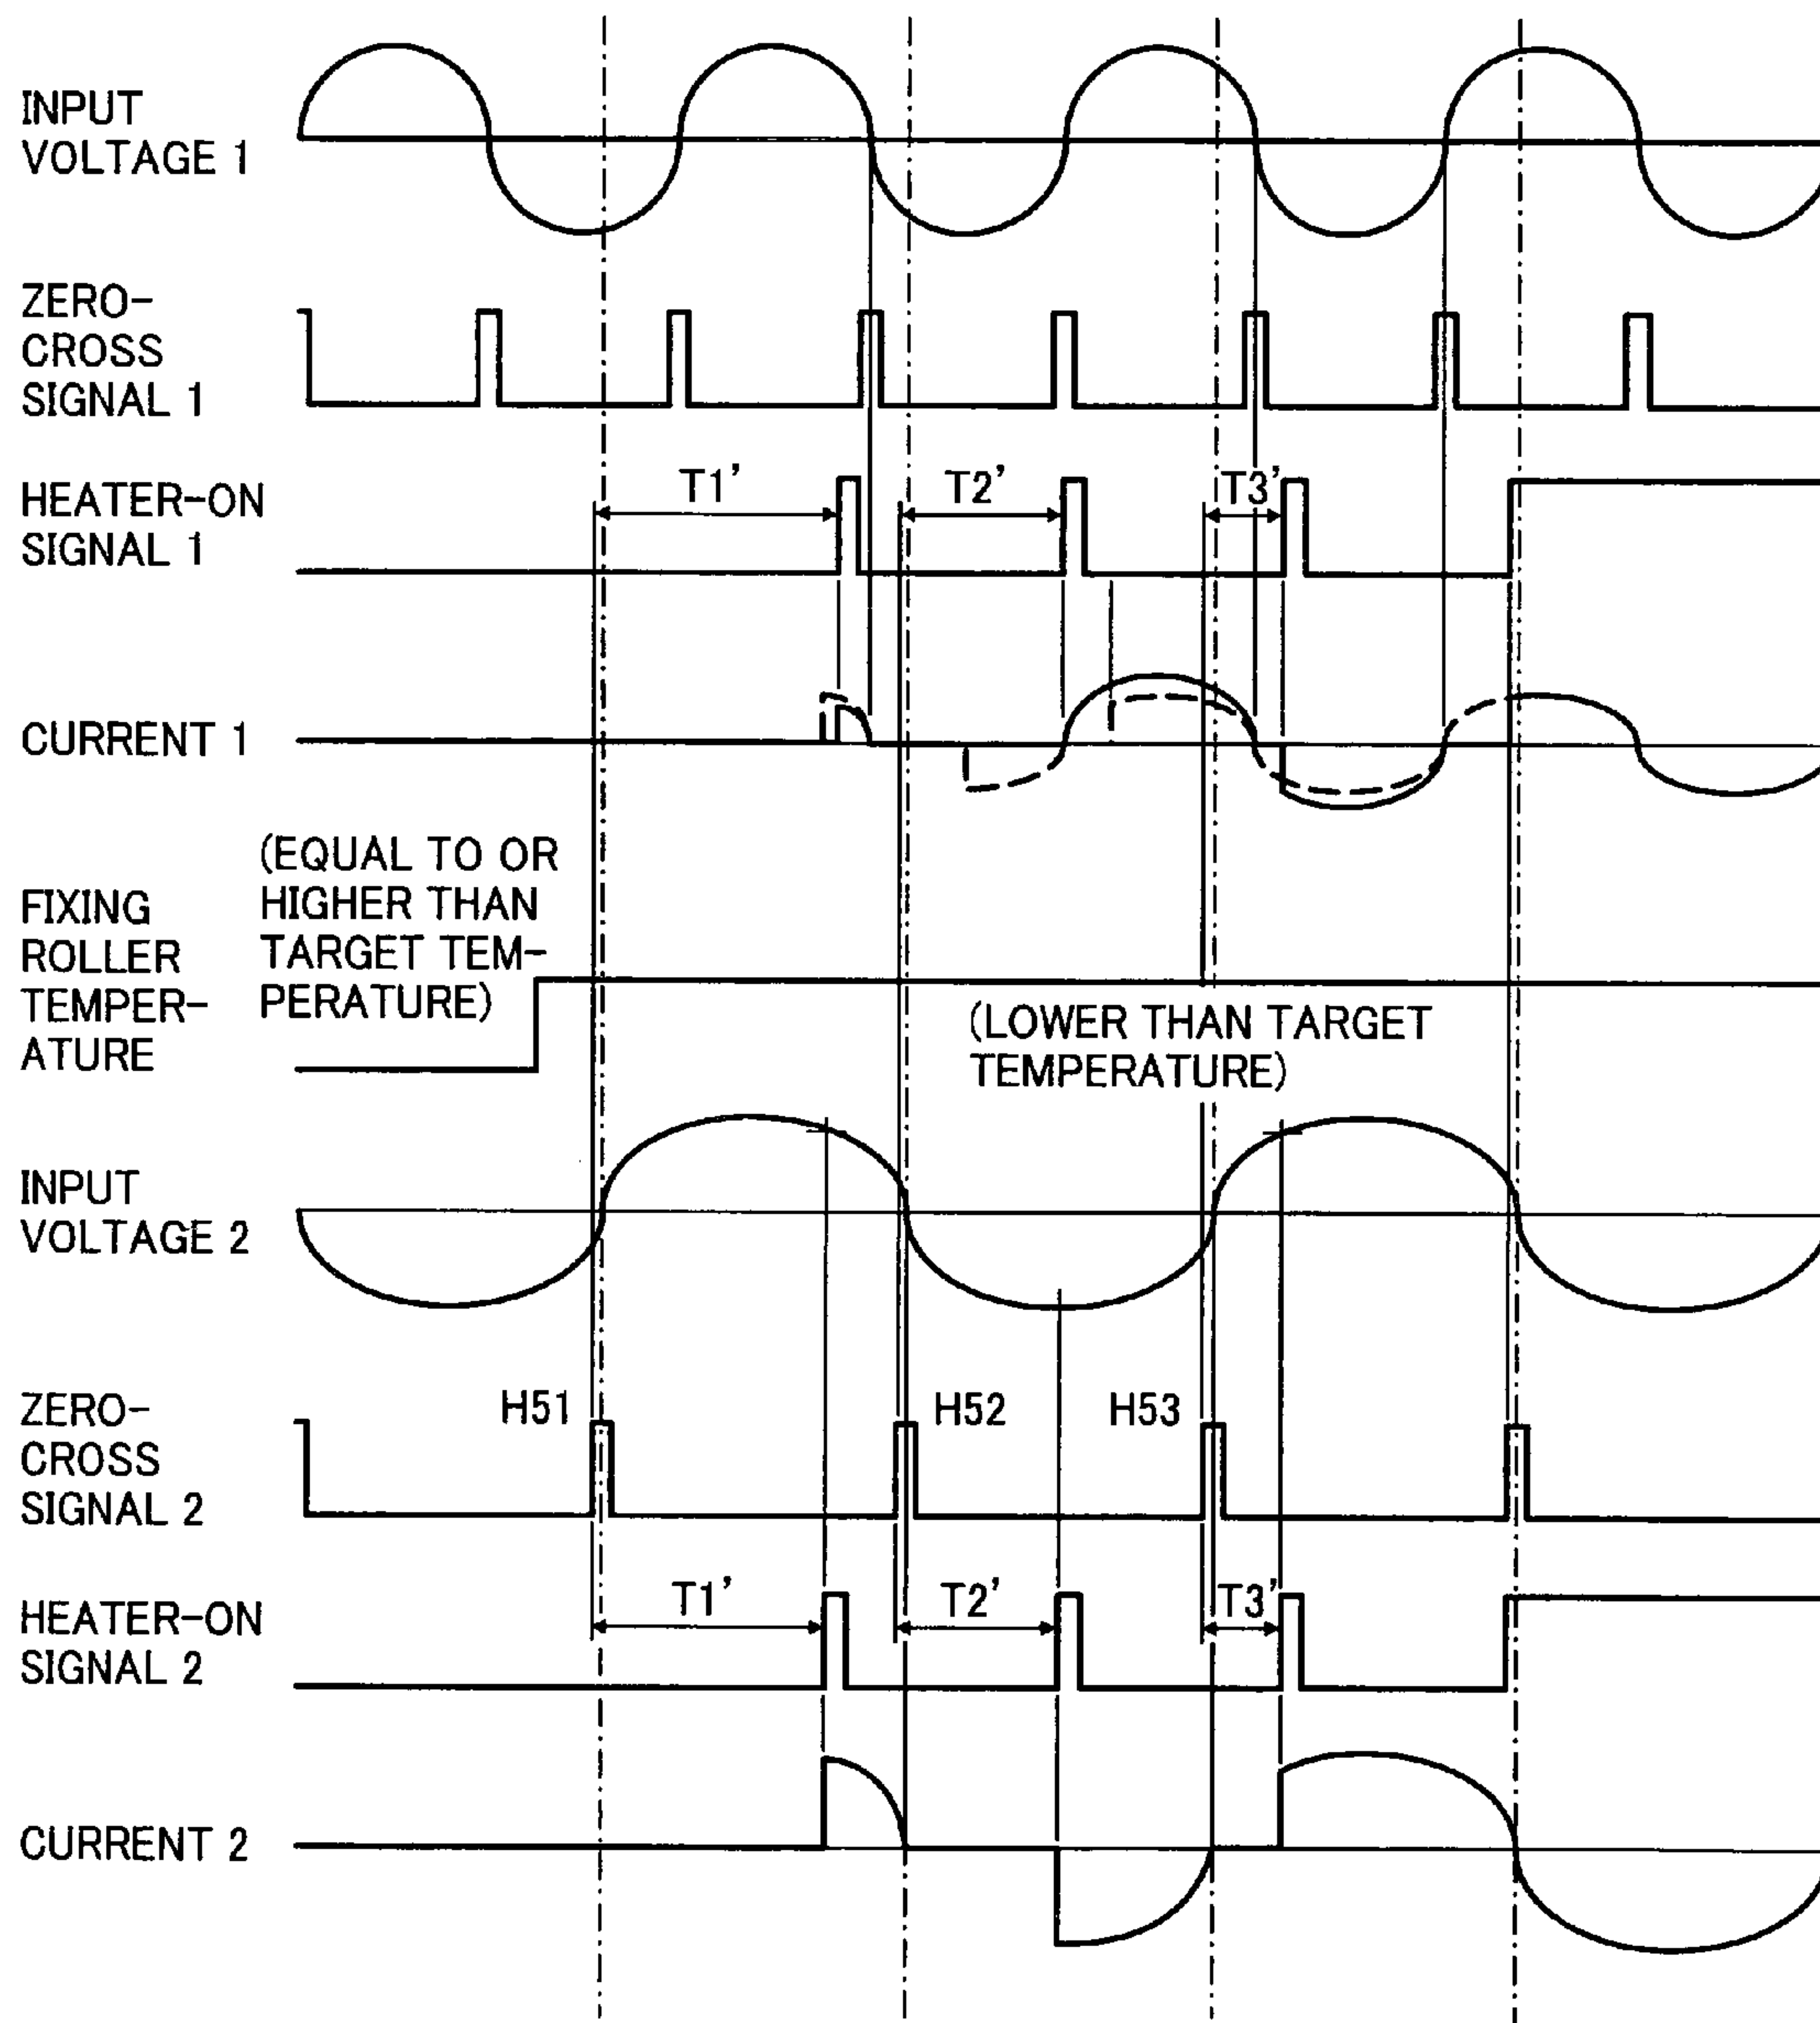 INPUT
VOLTAGE 1
ZERO-
CROSS
SIGNAL 1
HEATER-ON
SIGNAL 1
T1'
T2'
T3'
CURRENT 1
FIXING
ROLLER
TEMPER-
ATURE
(EQUAL TO OR
HIGHER THAN
TARGET TEM-
PERATURE)
(LOWER THAN TARGET
TEMPERATURE)
INPUT
VOLTAGE 2
ZERO-
CROSS
SIGNAL 2
H51
H52
H53
HEATER-ON
SIGNAL 2
T1'
T2'
T3'
CURRENT 2